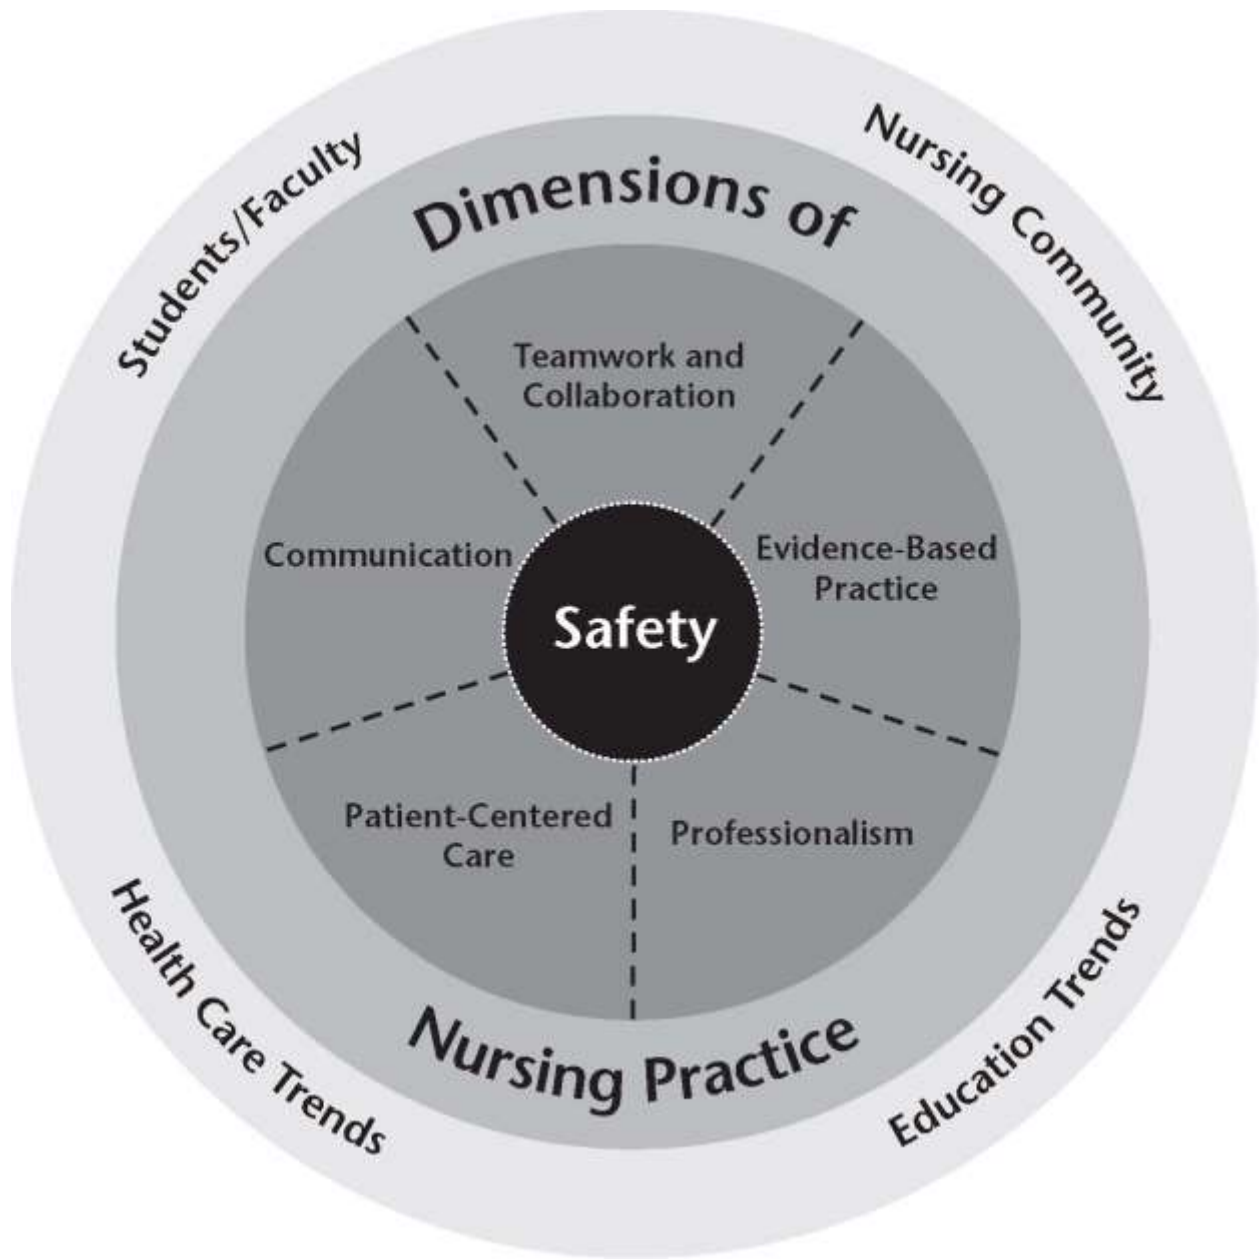 Students/Faculty
Nursing Community
Dimensions of
Teamwork and
Collaboration
Communication
Evidence-Based
Practice
Safety
Patient-Centered
Care
Professionalism
Nursing Practice
Health Care Trends
Education Trends